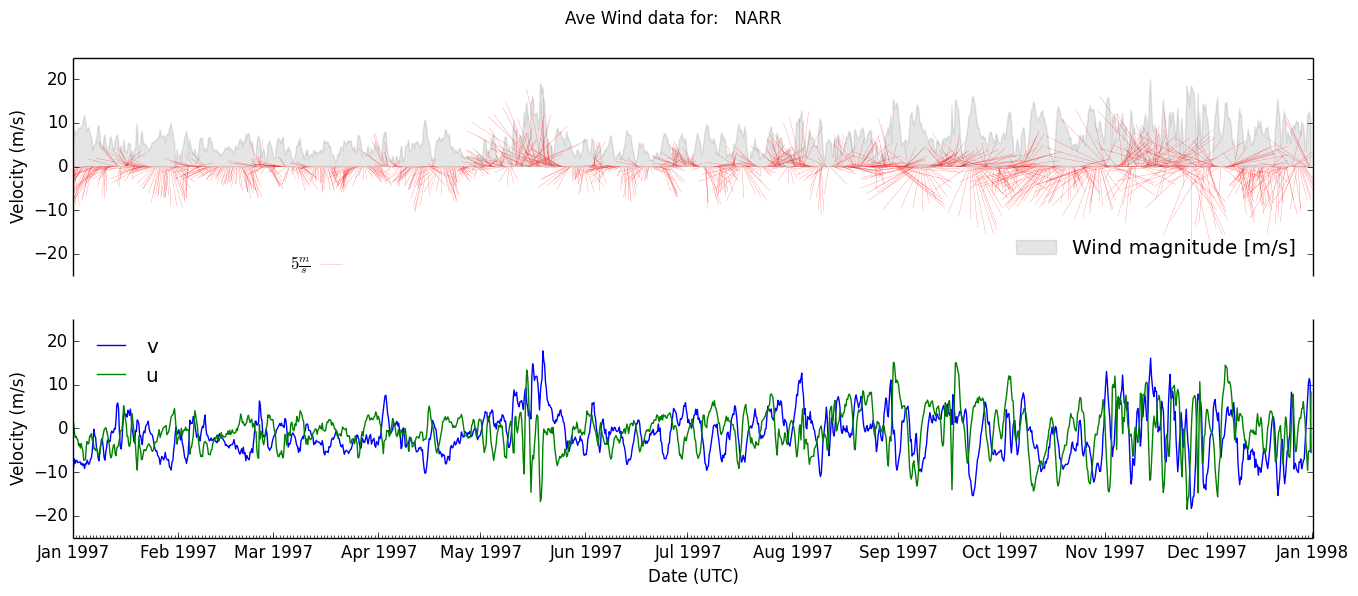 Ave Wind data for:   NARR
20
10
0
−10
−20
Velocity (m/s)
5 m/s
Wind magnitude [m/s]
20
10
0
−10
−20
Velocity (m/s)
v
u
Jan 1997 Feb 1997 Mar 1997 Apr 1997 May 1997 Jun 1997 Jul 1997 Aug 1997 Sep 1997 Oct 1997 Nov 1997 Dec 1997 Jan 1998
Date (UTC)